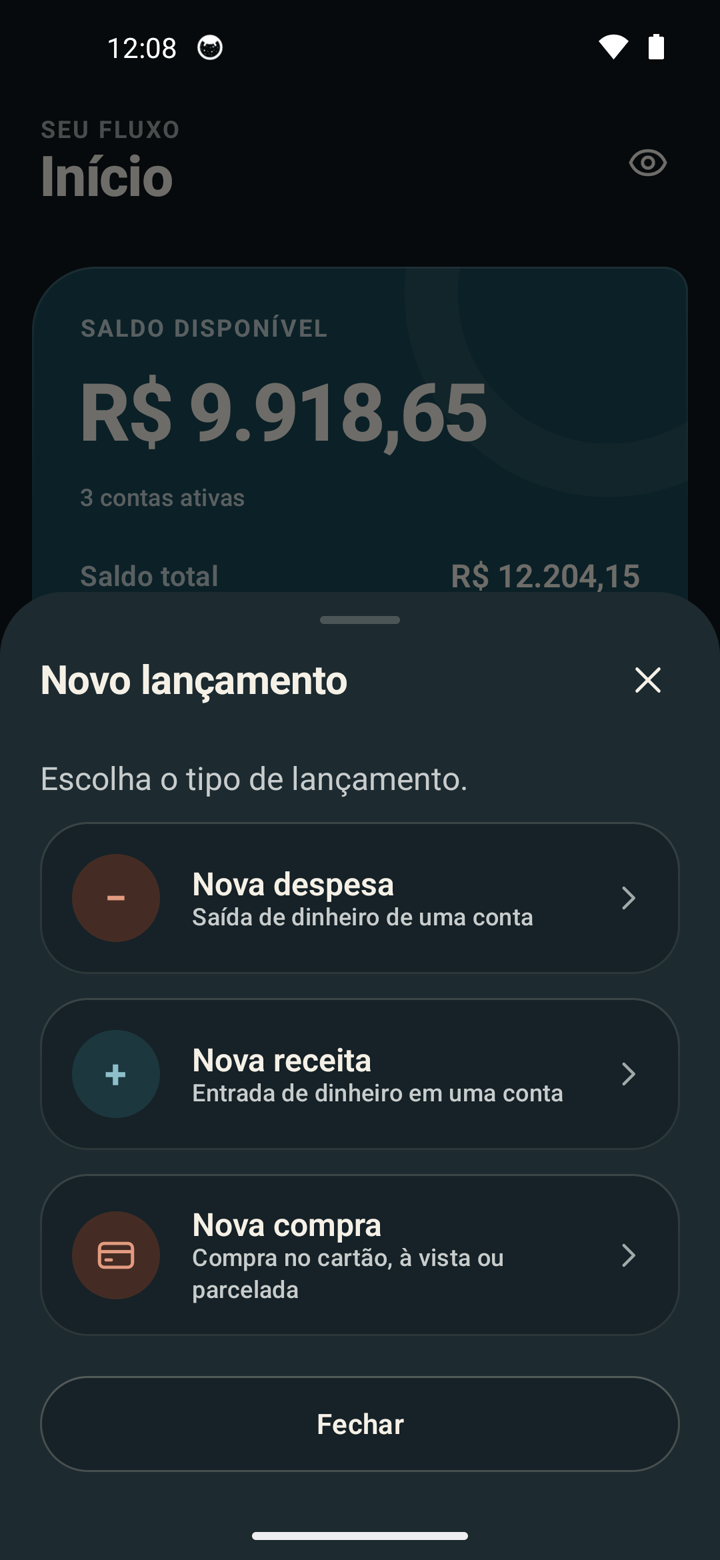 12:08
SEU FLUXO
Início
SALDO DISPONÍVEL
R$ 9.918,65
3 contas ativas
Saldo total
R$ 12.204,15
Novo lançamento
Escolha o tipo de lançamento.
Nova despesa
Saída de dinheiro de uma conta
Nova receita
Entrada de dinheiro em uma conta
Nova compra
Compra no cartão, à vista ou
parcelada
Fechar